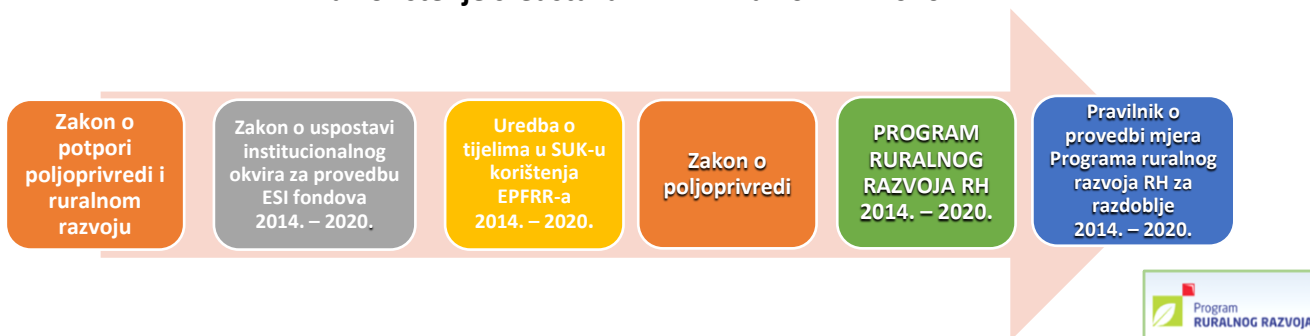 Zakon o
potpori
poljoprivredi i
ruralnom
razvoju
Zakon o uspostavi
institucionalnog
okvira za provedbu
ESI fondova
2014. – 2020.
Uredba o
tijelima u SUK-u
korištenja
EPFRR-a
2014. – 2020.
Zakon o
poljoprivredi
PROGRAM
RURALNOG
RAZVOJA RH
2014. – 2020.
Pravilnik o
provedbi mjera
Programa ruralnog
razvoja RH za
razdoblje
2014. – 2020.
Program
RURALNOG RAZVOJA